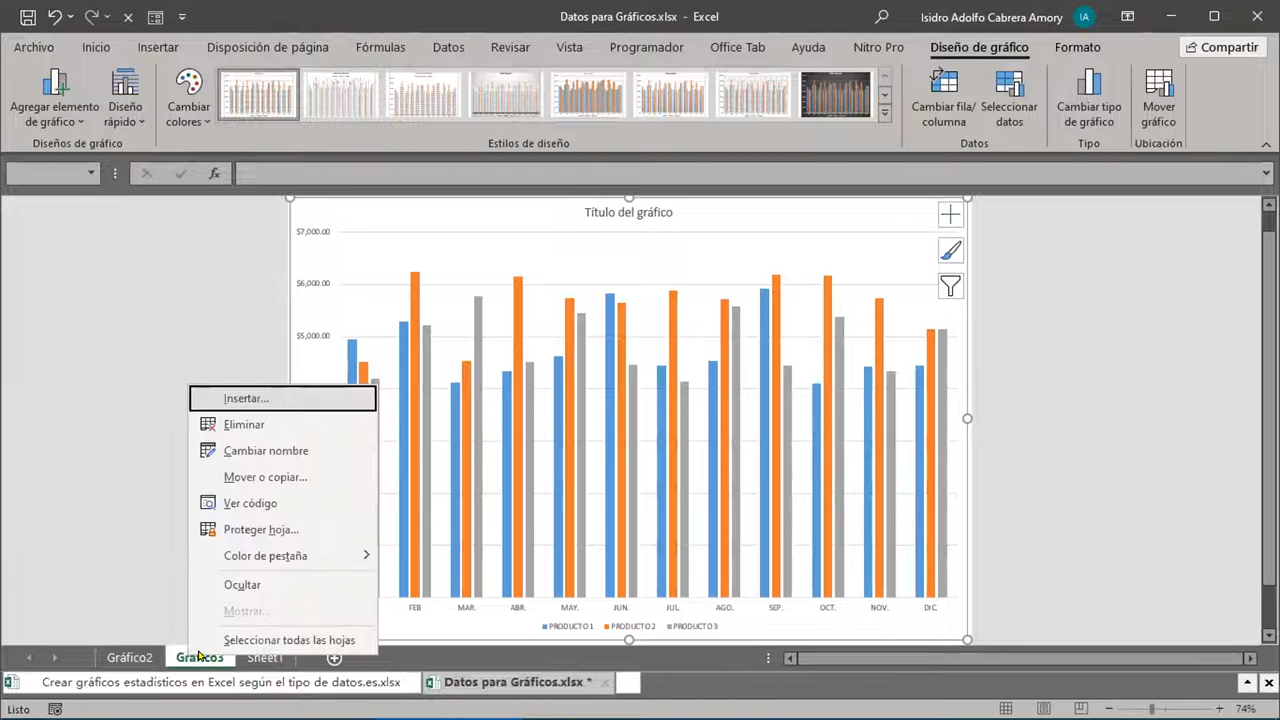 Datos para Gráficos.xlsx - Excel
Isidro Adolfo Cabrera Amory
IA
Archivo Inicio Insertar Disposición de página Fórmulas Datos Revisar Vista Programador Office Tab Ayuda Nitro Pro Diseño de gráfico Formato Compartir
Agregar elemento de gráfico
Diseño rápido
Cambiar colores
Cambiar fila/ columna
Seleccionar datos
Cambiar tipo de gráfico
Mover gráfico
Diseños de gráfico Estilos de diseño Datos Tipo Ubicación
fx
Título del gráfico
$7,000.00
$6,000.00
$5,000.00
Insertar...
Eliminar
Cambiar nombre
Mover o copiar...
Ver código
Proteger hoja...
Color de pestaña
Ocultar
Mostrar...
Seleccionar todas las hojas
FEB MAR. ABR. MAY. JUN. JUL. AGO. SEP. OCT. NOV. DIC.
PRODUCTO1 PRODUCTO2 PRODUCTO3
Gráfico2 Gráfico3 Sheet1
Crear gráficos estadísticos en Excel según el tipo de datos.es.xlsx Datos para Gráficos.xlsx *
Listo 74%